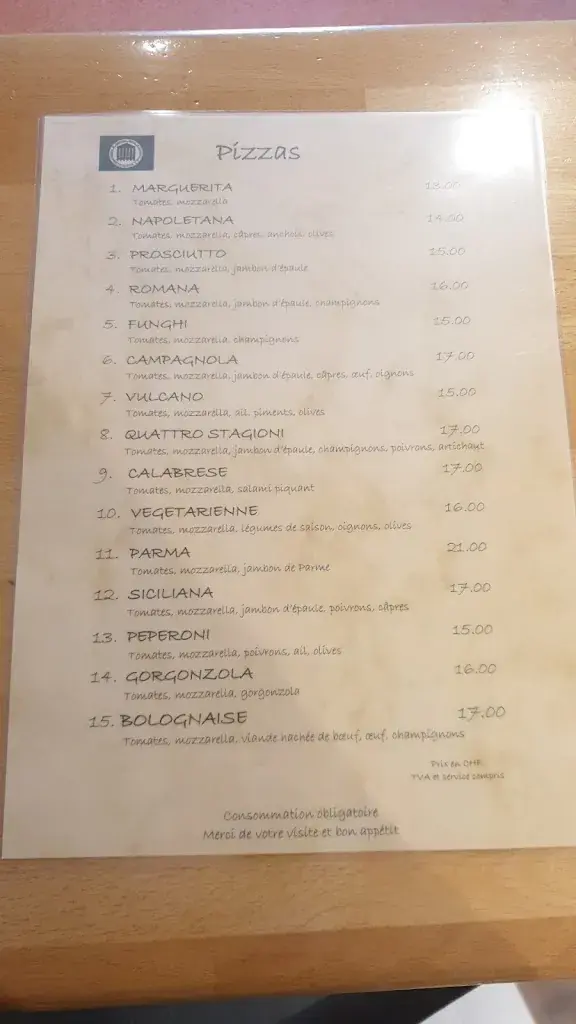 Pizzas
1. MARGUERITA 13.00
Tomates, mozzarella
2. NAPOLETANA 14.00
Tomates, mozzarella, câpres, anchois, olives
3. PROSCIUTTO 15.00
Tomates, mozzarella, jambon d'épaule
4. ROMANA 16.00
Tomates, mozzarella, jambon d'épaule, champignons
5. FUNGHI 15.00
Tomates, mozzarella, champignons
6. CAMPAGNOLA 17.00
Tomates, mozzarella, jambon d'épaule, câpres, œuf, oignons
7. VULCANO 15.00
Tomates, mozzarella, ail, piments, olives
8. QUATTRO STAGIONI 17.00
Tomates, mozzarella, jambon d'épaule, champignons, poivrons, artichaut
9. CALABRESE 17.00
Tomates, mozzarella, salami piquant
10. VEGETARIENNE 16.00
Tomates, mozzarella, légumes de saison, oignons, olives
11. PARMA 21.00
Tomates, mozzarella, jambon de Parme
12. SICILIANA 17.00
Tomates, mozzarella, jambon d'épaule, poivrons, câpres
13. PEPERONI 15.00
Tomates, mozzarella, poivrons, ail, olives
14. GORGONZOLA 16.00
Tomates, mozzarella, gorgonzola
15. BOLOGNAISE 17.00
Tomates, mozzarella, viande hachée de bœuf, œuf, champignons
Prix en CHF
TVA et service compris
Consommation obligatoire
Merci de votre visite et bon appétit